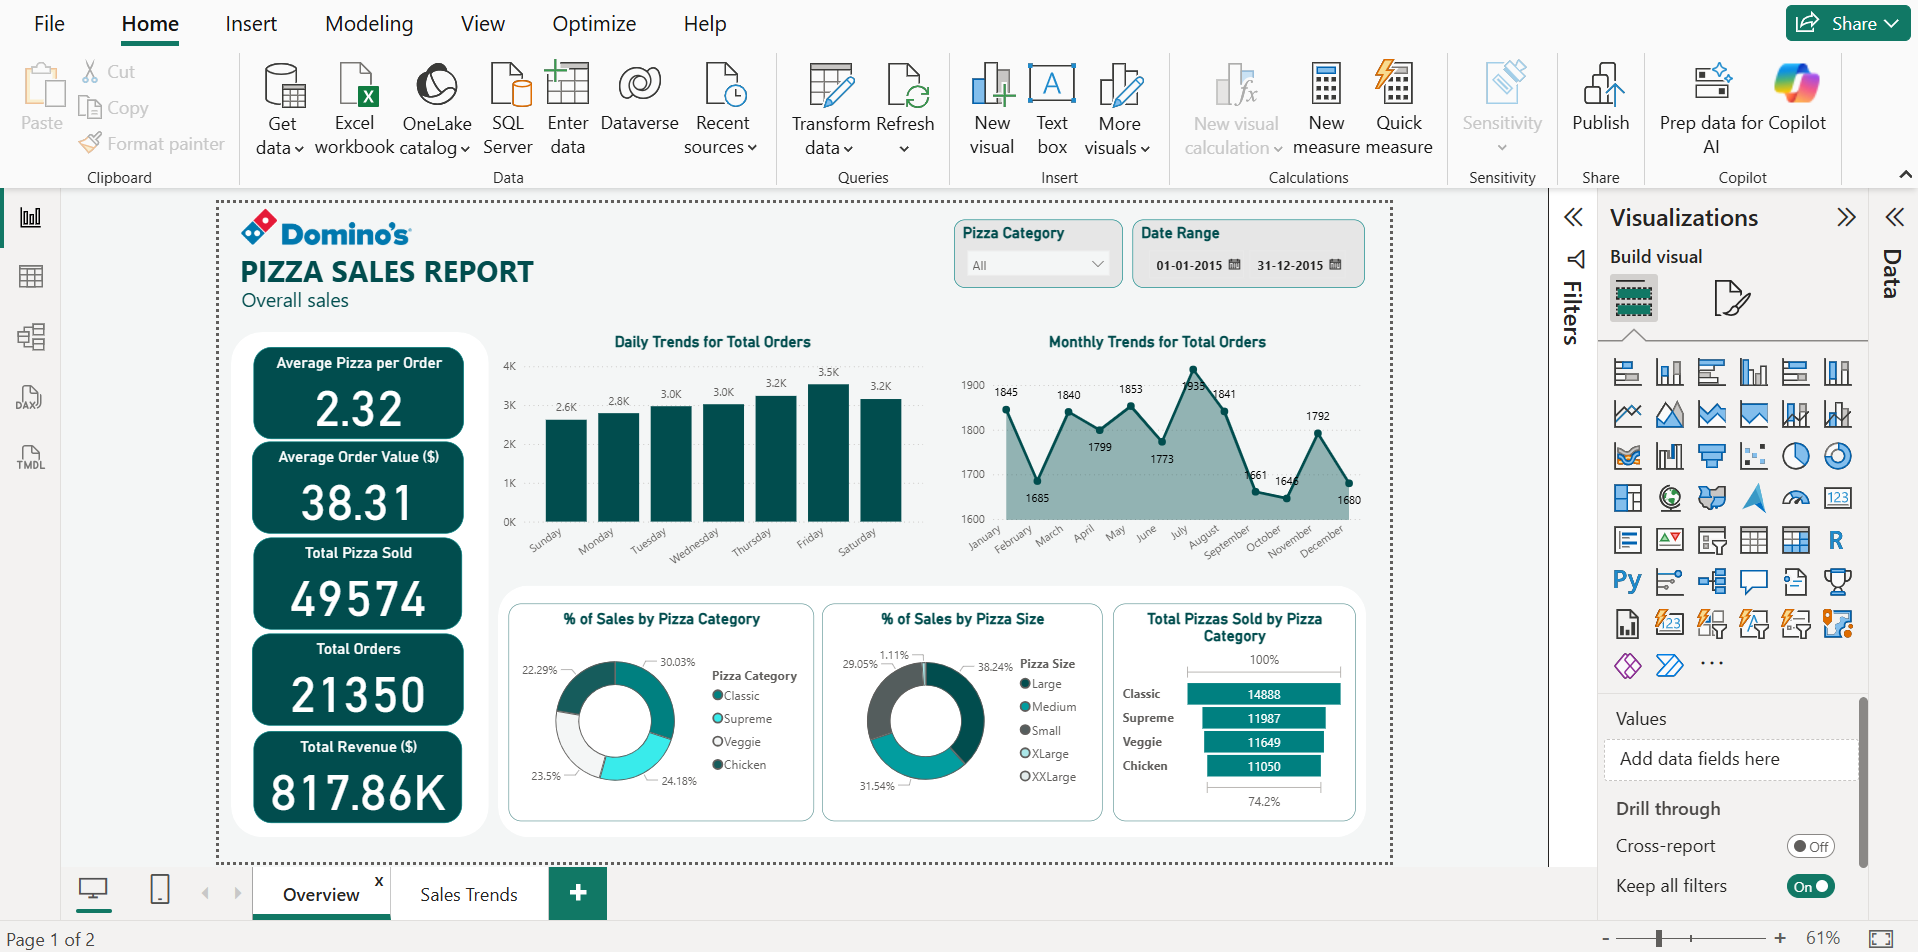 File Home Insert Modeling View Optimize Help Share
Paste
Cut
Copy
Format painter
Clipboard
Get data
Excel workbook
OneLake catalog
SQL Server
Enter data
Dataverse
Recent sources
Data
Transform data
Refresh
Queries
New visual
Text box
More visuals
Insert
New visual calculation
New measure
Quick measure
Calculations
Sensitivity
Sensitivity
Publish
Share
Prep data for AI
Copilot
Copilot
DAX
TMDL
Domino's
PIZZA SALES REPORT
Overall sales
Pizza Category
All
Date Range
01-01-2015 31-12-2015
Average Pizza per Order
2.32
Average Order Value ($)
38.31
Total Pizza Sold
49574
Total Orders
21350
Total Revenue ($)
817.86K
Daily Trends for Total Orders
4K
3K
2K
1K
0K
2.6K 2.8K 3.0K 3.0K 3.2K 3.5K 3.2K
Sunday Monday Tuesday Wednesday Thursday Friday Saturday
Monthly Trends for Total Orders
1900
1800
1700
1600
1845 1685 1840 1799 1853 1773 1935 1841 1661 1646 1792 1680
January February March April May June July August September October November December
% of Sales by Pizza Category
22.29%
30.03%
23.5%
24.18%
Pizza Category
Classic
Supreme
Veggie
Chicken
% of Sales by Pizza Size
1.11%
29.05%
38.24%
31.54%
Pizza Size
Large
Medium
Small
XLarge
XXLarge
Total Pizzas Sold by Pizza
Category
100%
Classic 14888
Supreme 11987
Veggie 11649
Chicken 11050
74.2%
Filters
Visualizations
Build visual
123
R
Py
123
...
Values
Add data fields here
Drill through
Cross-report Off
Keep all filters On
Data
Overview x
Sales Trends
+
Page 1 of 2
- + 61%